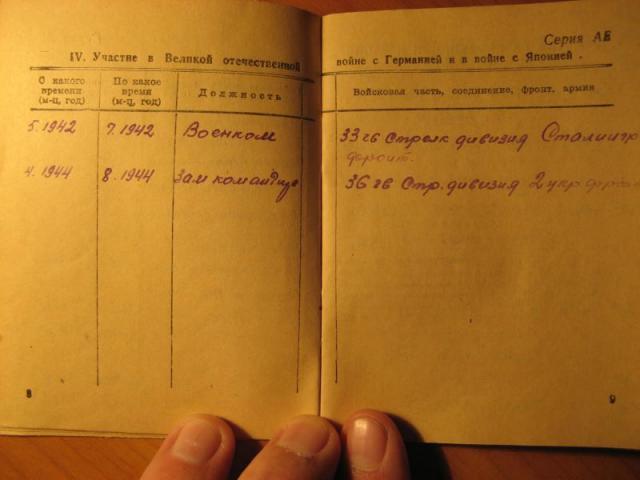 Серия АЕ
IV. Участие в Великой отечественной войне с Германией и в войне с Японией.
С какого времени (м-ц, год)
По какое время (м-ц, год)
Должность
Войсковая часть, соединение, фронт, армия
5.1942 7.1942 Военком 33 гв стрелк дивизия Сталингр
фронт.
4.1944 8.1944 Зам командира 36 гв Стр. дивизия 2 укр фронт
8
9